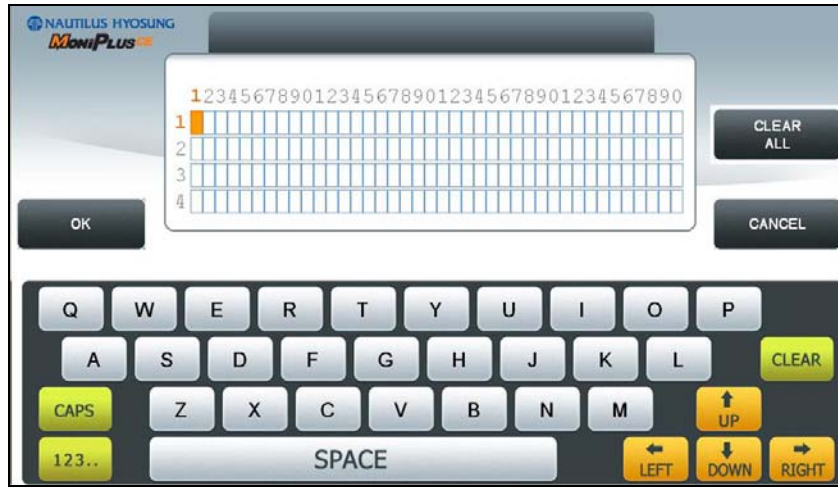 NAUTILUS HYOSUNG
MONIPLUS CE
1234567890123456789012345678901234567890
1
2
3
4
CLEAR
ALL
OK
CANCEL
Q W E R T Y U I O P
A S D F G H J K L CLEAR
CAPS Z X C V B N M UP
123.. SPACE LEFT DOWN RIGHT